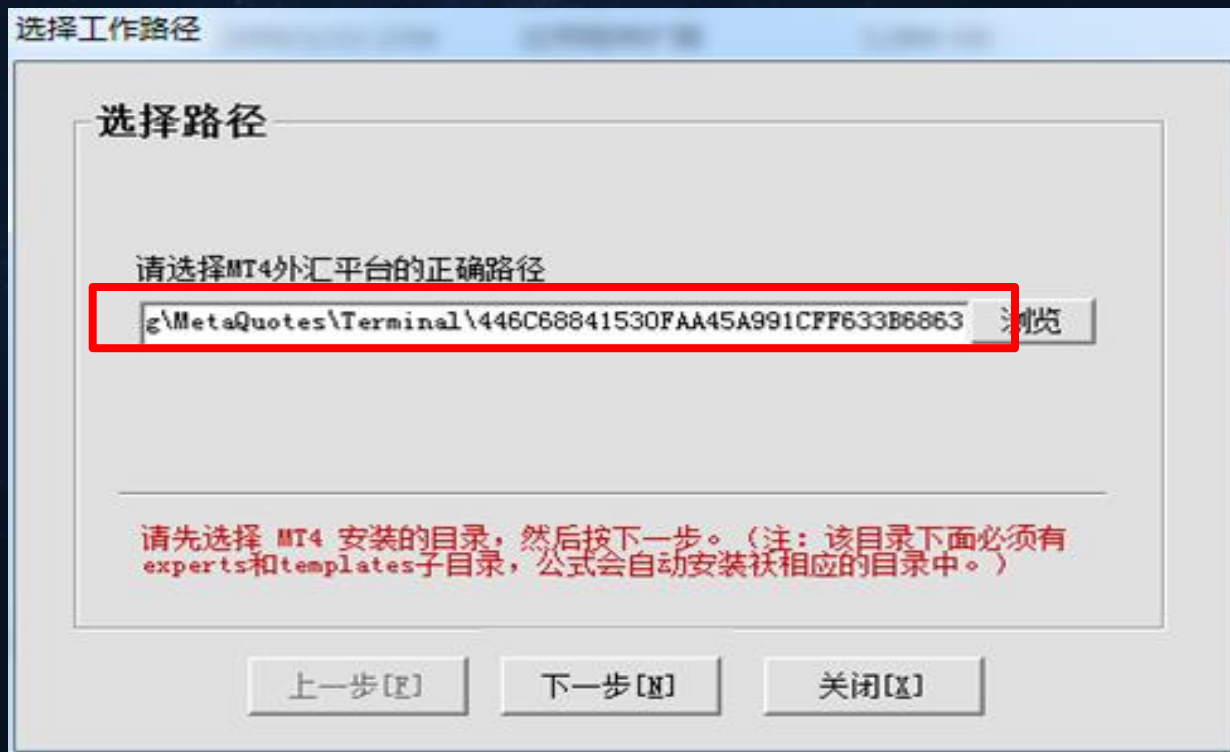 选择工作路径
选择路径
请选择MT4外汇平台的正确路径
g\MetaQuotes\Terminal\446C68841530FAA45A991CFF633B6863 浏览
请先选择 MT4 安装的目录，然后按下一步。（注：该目录下面必须有
experts和templates子目录，公式会自动安装袄相应的目录中。）
上一步[F] 下一步[N] 关闭[X]